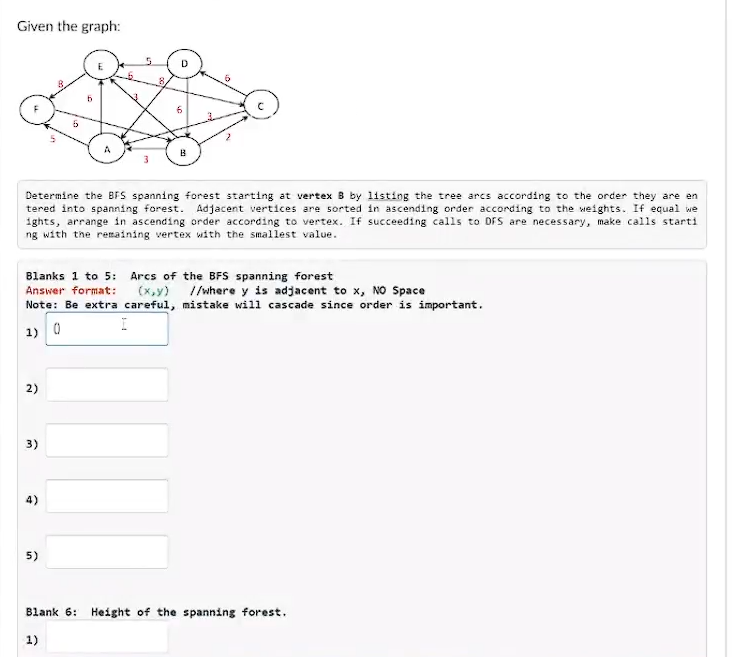 Given the graph:
E
5
D
8
6
8
6
6
1
6
3
C
F
6
5
A
3
B
2
Determine the BFS spanning forest starting at vertex B by listing the tree arcs according to the order they are en
tered into spanning forest. Adjacent vertices are sorted in ascending order according to the weights. If equal we
ights, arrange in ascending order according to vertex. If succeeding calls to DFS are necessary, make calls starti
ng with the remaining vertex with the smallest value.
Blanks 1 to 5: Arcs of the BFS spanning forest
Answer format: (x,y) //where y is adjacent to x, NO Space
Note: Be extra careful, mistake will cascade since order is important.
1) ()
2)
3)
4)
5)
Blank 6: Height of the spanning forest.
1)